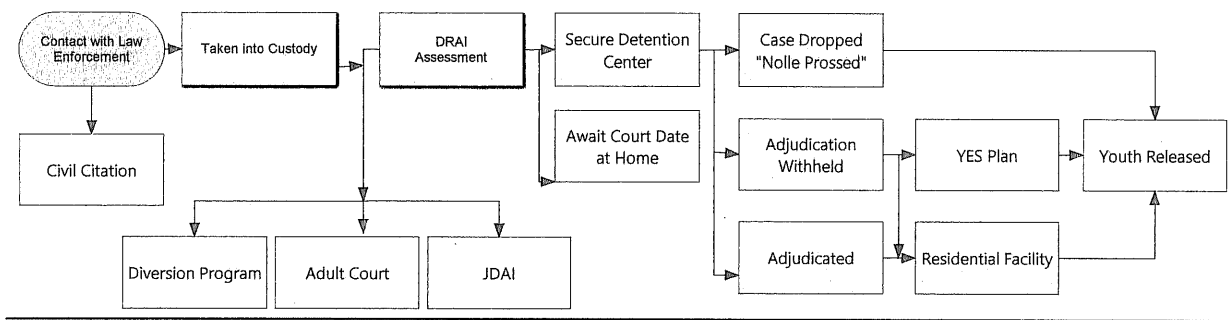 Contact with Law
Enforcement
Taken into Custody
DRAI
Assessment
Secure Detention
Center
Case Dropped
"Nolle Prossed"
Civil Citation
Await Court Date
at Home
Adjudication
Withheld
YES Plan
Youth Released
Diversion Program
Adult Court
JDAI
Adjudicated
Residential Facility